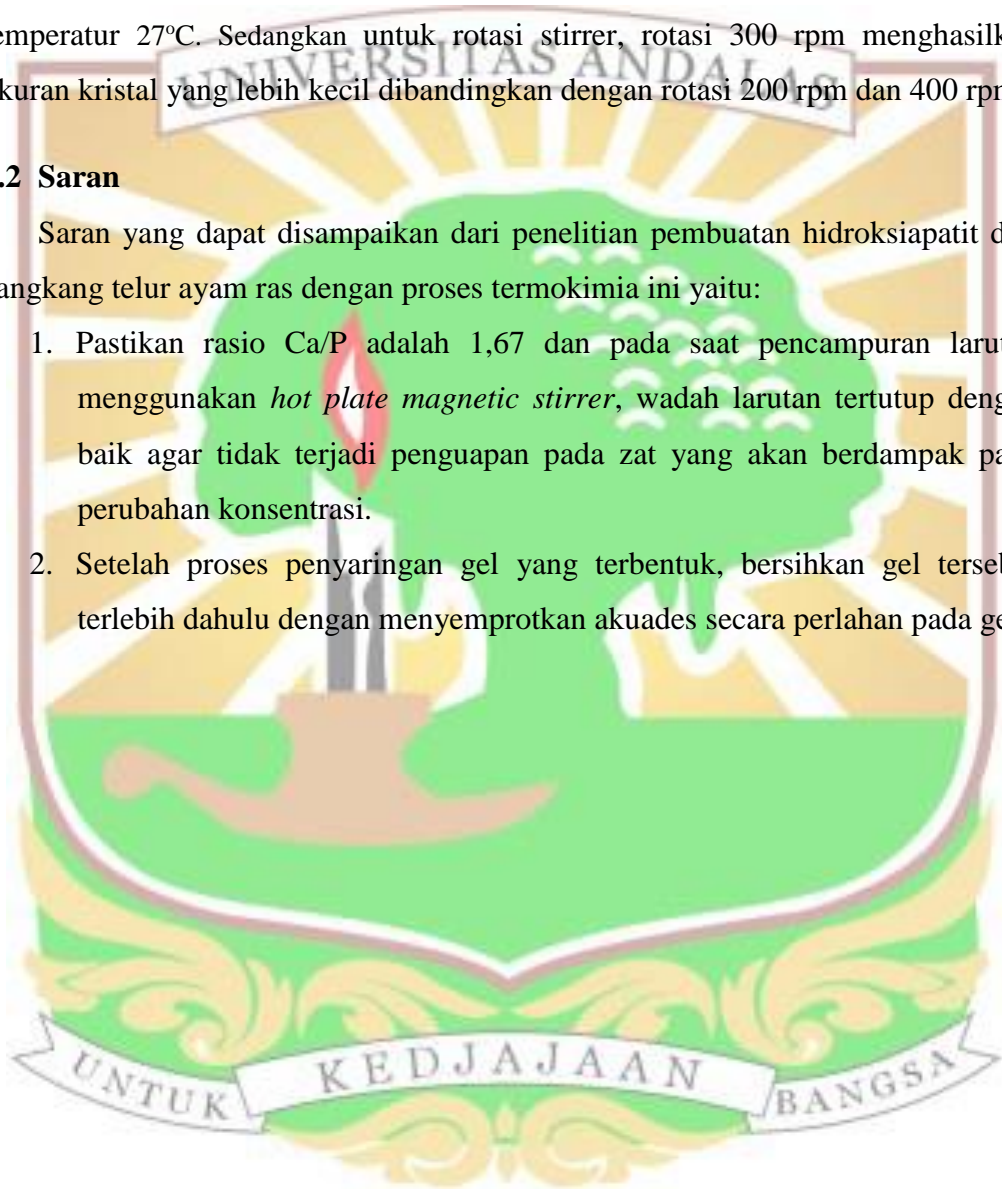 emperatur 27°C. Sedangkan untuk rotasi stirrer, rotasi 300 rpm menghasilk
UNIVERSITAS ANDALAS
kuran kristal yang lebih kecil dibandingkan dengan rotasi 200 rpm dan 400 rpm
.2 Saran
Saran yang dapat disampaikan dari penelitian pembuatan hidroksiapatit d
angkang telur ayam ras dengan proses termokimia ini yaitu:
1. Pastikan rasio Ca/P adalah 1,67 dan pada saat pencampuran larut
menggunakan hot plate magnetic stirrer, wadah larutan tertutup deng
baik agar tidak terjadi penguapan pada zat yang akan berdampak pa
perubahan konsentrasi.
2. Setelah proses penyaringan gel yang terbentuk, bersihkan gel terseb
terlebih dahulu dengan menyemprotkan akuades secara perlahan pada ge
UNTUK KEDJAJAAN BANGSA